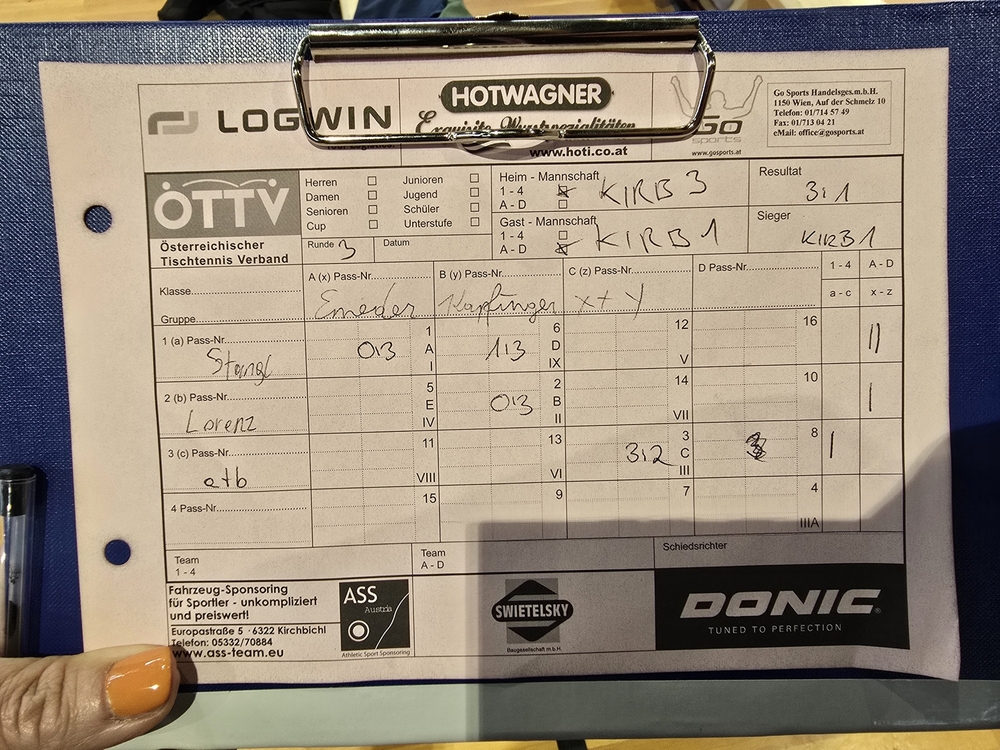 LOGWIN
HOTWAGNER
Exquisite Wurstspezialitäten
www.hoti.co.at
Go
sports
www.gosports.at
Go Sports Handelsges.m.b.H.
1150 Wien, Auf der Schmelz 10
Telefon: 01/714 57 49
Fax: 01/713 04 21
eMail: office@gosports.at
ÖTTV
Österreichischer
Tischtennis Verband
Herren Junioren
Damen Jugend
Senioren Schüler
Cup Unterstufe
Runde 3 Datum
Heim - Mannschaft
1 - 4 KIRB 3
A - D
Gast - Mannschaft
1 - 4
A - D KIRB 1
Resultat
3:1
Sieger
KIRB 1
Klasse
Gruppe
A (x) Pass-Nr. B (y) Pass-Nr. C (z) Pass-Nr. D Pass-Nr. 1 - 4 A - D
a - c x - z
Emeder Kapfinger x+y
1 (a) Pass-Nr. 1 6 12 16
Stangl 0:3 A 1:3 D II
I IX V
2 (b) Pass-Nr. 5 2 14 10
Lorenz E 0:3 B I
IV II VII
3 (c) Pass-Nr. 11 13 3 8
a+b 3:2 C I
VIII VI III
4 Pass-Nr. 15 9 7 4
IIIA
Team
1 - 4
Team
A - D
Schiedsrichter
Fahrzeug-Sponsoring
für Sportler - unkompliziert
und preiswert!
Europastraße 5 · 6322 Kirchbichl
Telefon: 05332/70884
www.ass-team.eu
ASS
Austria
Athletic Sport Sponsoring
SWIETELSKY
Baugesellschaft m.b.H.
DONIC®
TUNED TO PERFECTION